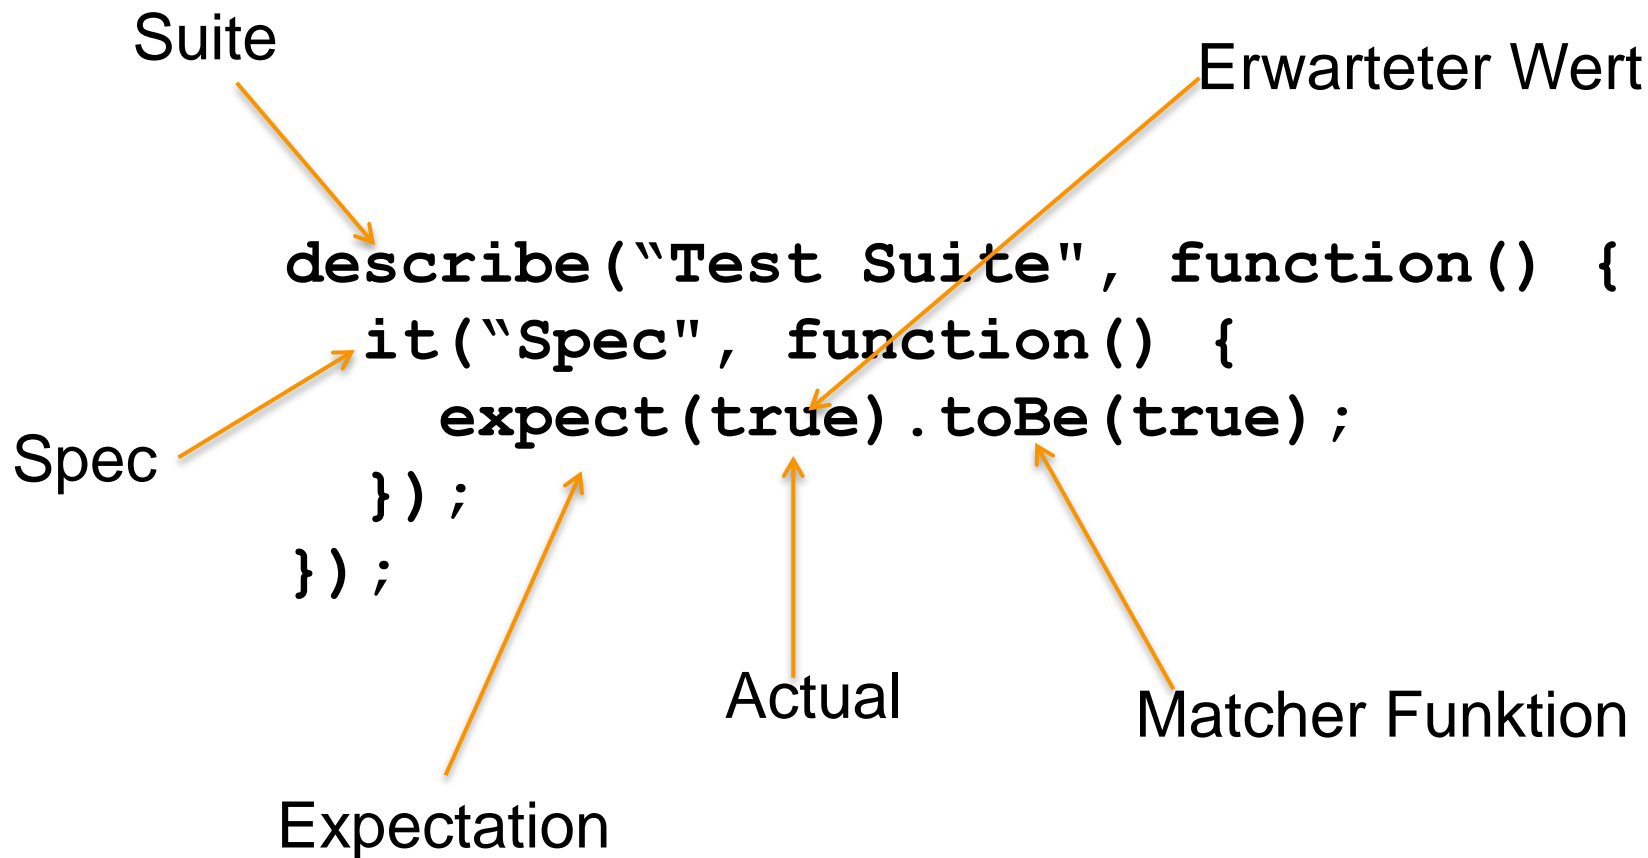 Suite
Erwarteter Wert
describe(“Test Suite", function() {
it(“Spec", function() {
expect(true).toBe(true);
Spec
});
});
Actual
Matcher Funktion
Expectation